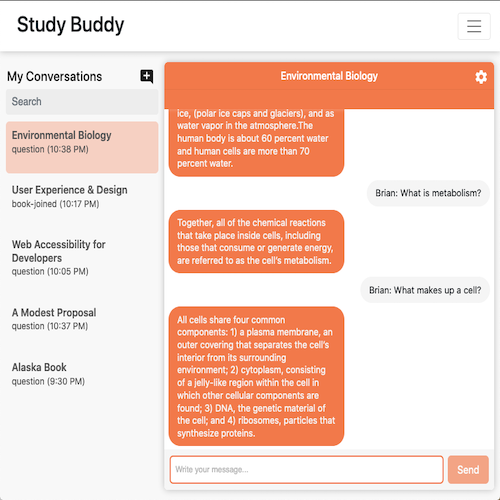 Study Buddy
My Conversations
Search
Environmental Biology
question (10:38 PM)
User Experience & Design
book-joined (10:17 PM)
Web Accessibility for
Developers
question (10:05 PM)
A Modest Proposal
question (10:37 PM)
Alaska Book
question (9:30 PM)
Environmental Biology
ice, (polar ice caps and glaciers), and as
water vapor in the atmosphere.The
human body is about 60 percent water
and human cells are more than 70
percent water.
Brian: What is metabolism?
Together, all of the chemical reactions
that take place inside cells, including
those that consume or generate energy,
are referred to as the cell's metabolism.
Brian: What makes up a cell?
All cells share four common
components: 1) a plasma membrane, an
outer covering that separates the cell's
interior from its surrounding
environment; 2) cytoplasm, consisting
of a jelly-like region within the cell in
which other cellular components are
found; 3) DNA, the genetic material of
the cell; and 4) ribosomes, particles that
synthesize proteins.
Write your message...
Send